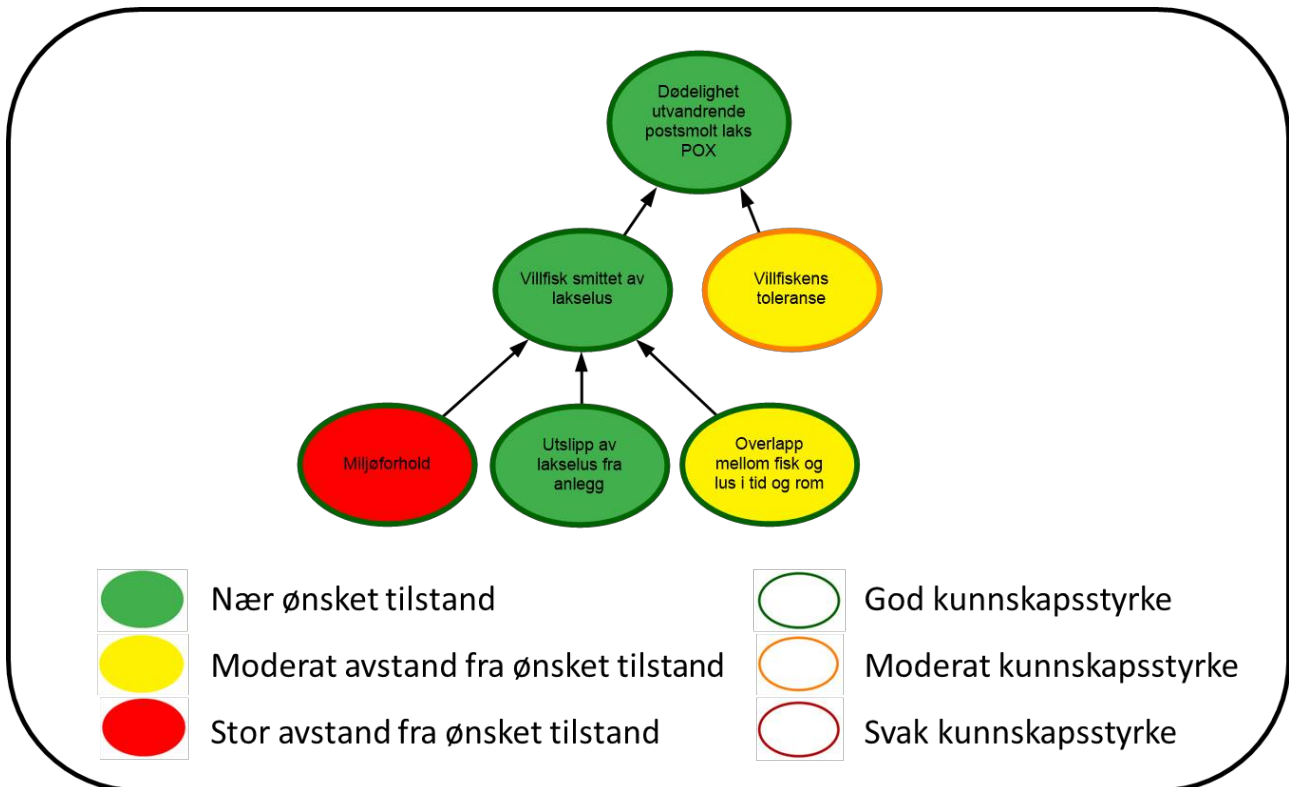 Dødelighet
utvandrende
postsmolt laks
POX
Villfisk smittet av
lakselus
Villfiskens
toleranse
Miljøforhold
Utslipp av
lakselus fra
anlegg
Overlapp
mellom fisk og
lus i tid og rom
Nær ønsket tilstand
Moderat avstand fra ønsket tilstand
Stor avstand fra ønsket tilstand
God kunnskapsstyrke
Moderat kunnskapsstyrke
Svak kunnskapsstyrke